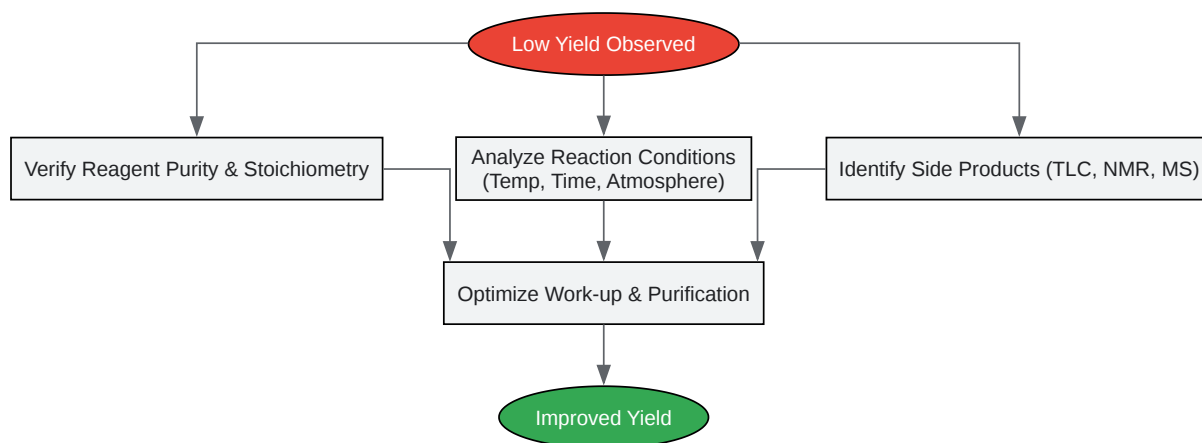 Low Yield Observed
Verify Reagent Purity & Stoichiometry
Analyze Reaction Conditions
(Temp, Time, Atmosphere)
Identify Side Products (TLC, NMR, MS)
Optimize Work-up & Purification
Improved Yield